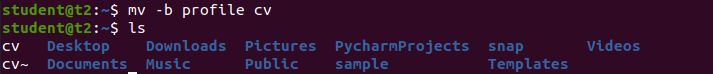 student@t2:~$ mv -b profile cv
student@t2:~$ ls
cv Desktop Downloads Pictures PycharmProjects snap Videos
cv~ Documents Music Public sample Templates